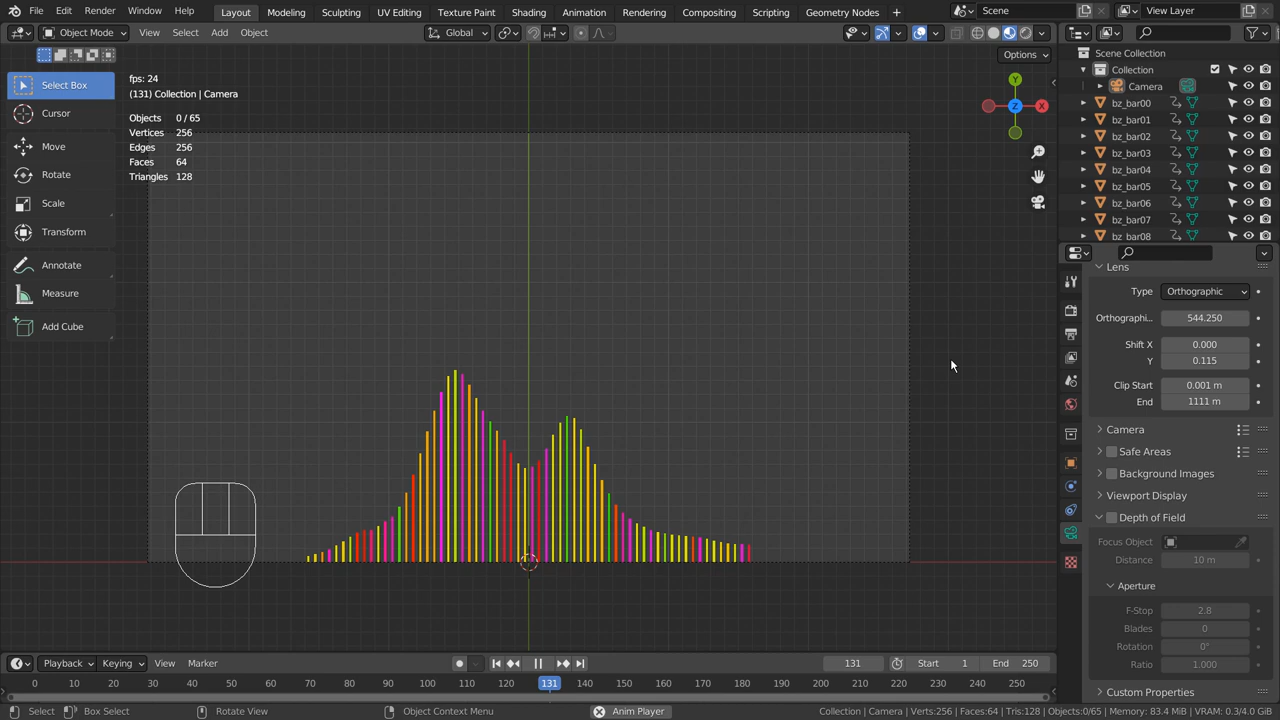 File Edit Render Window Help Layout Modeling Sculpting UV Editing Texture Paint Shading Animation Rendering Compositing Scripting Geometry Nodes + Scene View Layer
Object Mode View Select Add Object Global
Options
Select Box
Cursor
Move
Rotate
Scale
Transform
Annotate
Measure
Add Cube
fps: 24
(131) Collection | Camera
Objects 0 / 65
Vertices 256
Edges 256
Faces 64
Triangles 128
Y
Z X
Scene Collection
Collection
Camera
bz_bar00
bz_bar01
bz_bar02
bz_bar03
bz_bar04
bz_bar05
bz_bar06
bz_bar07
bz_bar08
Lens
Type Orthographic
Orthographi... 544.250
Shift X 0.000
Y 0.115
Clip Start 0.001 m
End 1111 m
Camera
Safe Areas
Background Images
Viewport Display
Depth of Field
Focus Object
Distance 10 m
Aperture
F-Stop 2.8
Blades 0
Rotation 0°
Ratio 1.000
Custom Properties
Playback Keying View Marker 131 Start 1 End 250
0 10 20 30 40 50 60 70 80 90 100 110 120 131 140 150 160 170 180 190 200 210 220 230 240 250
Select Box Select Rotate View Object Context Menu Anim Player Collection | Camera | Verts:256 | Faces:64 | Tris:128 | Objects:0/65 | Memory: 83.4 MiB | VRAM: 0.3/4.0 GiB